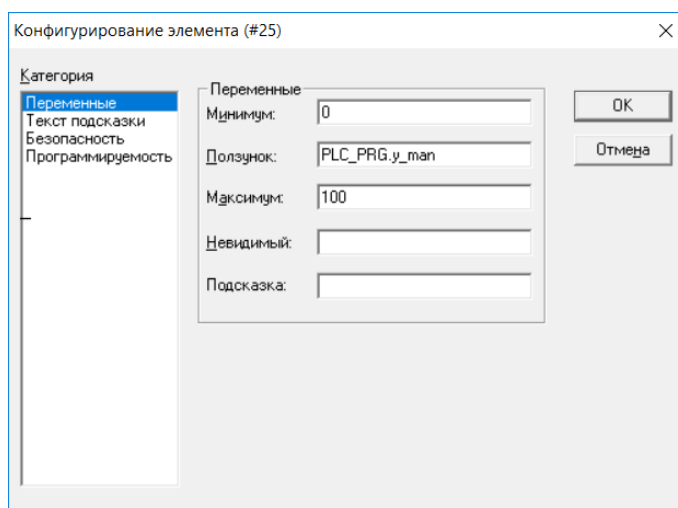 Конфигурирование элемента (#25)
Категория
Переменные
Текст подсказки
Безопасность
Программируемость
Переменные
Минимум: 0
Ползунок: PLC_PRG.y_man
Максимум: 100
Невидимый:
Подсказка:
OK
Отмена